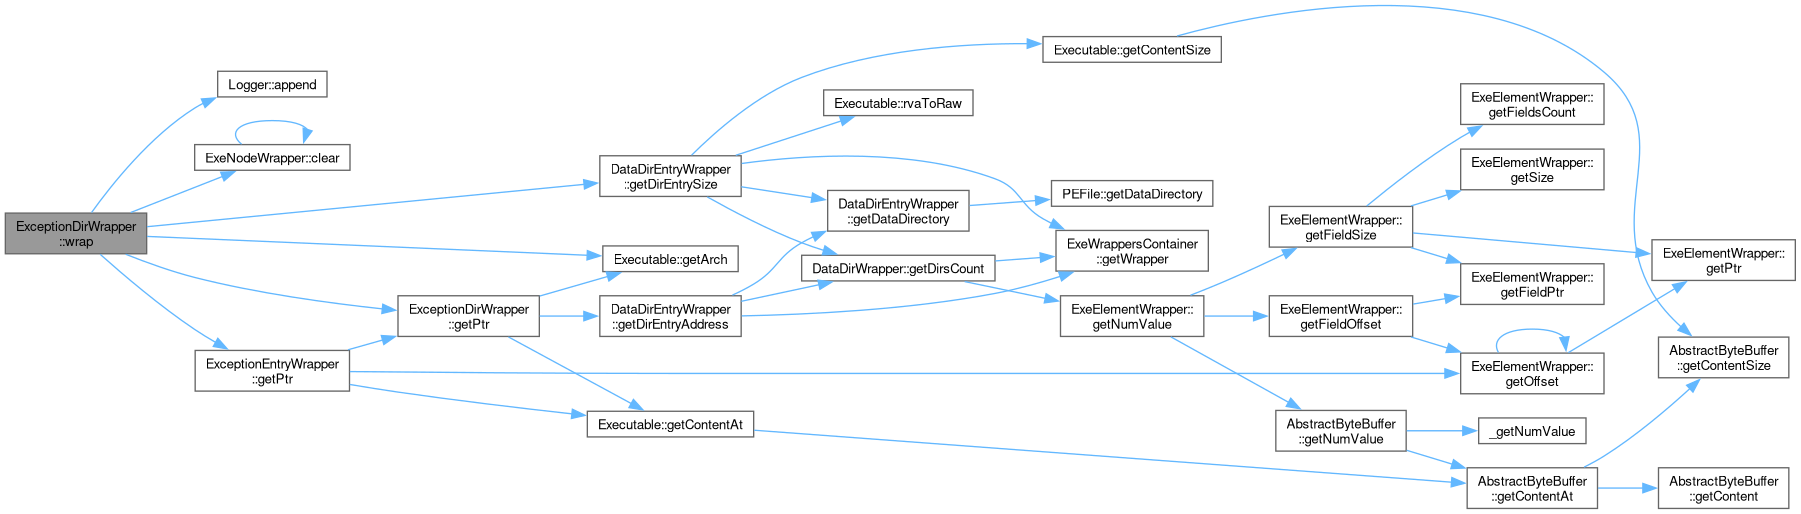 ExceptionDirWrapper
::wrap
Logger::append
ExeNodeWrapper::clear
ExceptionEntryWrapper
::getPtr
ExceptionDirWrapper
::getPtr
DataDirEntryWrapper
::getDirEntrySize
Executable::getArch
DataDirEntryWrapper
::getDirEntryAddress
Executable::getContentAt
Executable::rvaToRaw
DataDirEntryWrapper
::getDataDirectory
DataDirWrapper::getDirsCount
Executable::getContentSize
PEFile::getDataDirectory
ExeWrappersContainer
::getWrapper
ExeElementWrapper::
getNumValue
ExeElementWrapper::
getFieldSize
ExeElementWrapper::
getFieldOffset
AbstractByteBuffer
::getNumValue
ExeElementWrapper::
getFieldsCount
ExeElementWrapper::
getSize
ExeElementWrapper::
getFieldPtr
ExeElementWrapper::
getOffset
_getNumValue
AbstractByteBuffer
::getContentAt
ExeElementWrapper::
getPtr
AbstractByteBuffer
::getContentSize
AbstractByteBuffer
::getContent